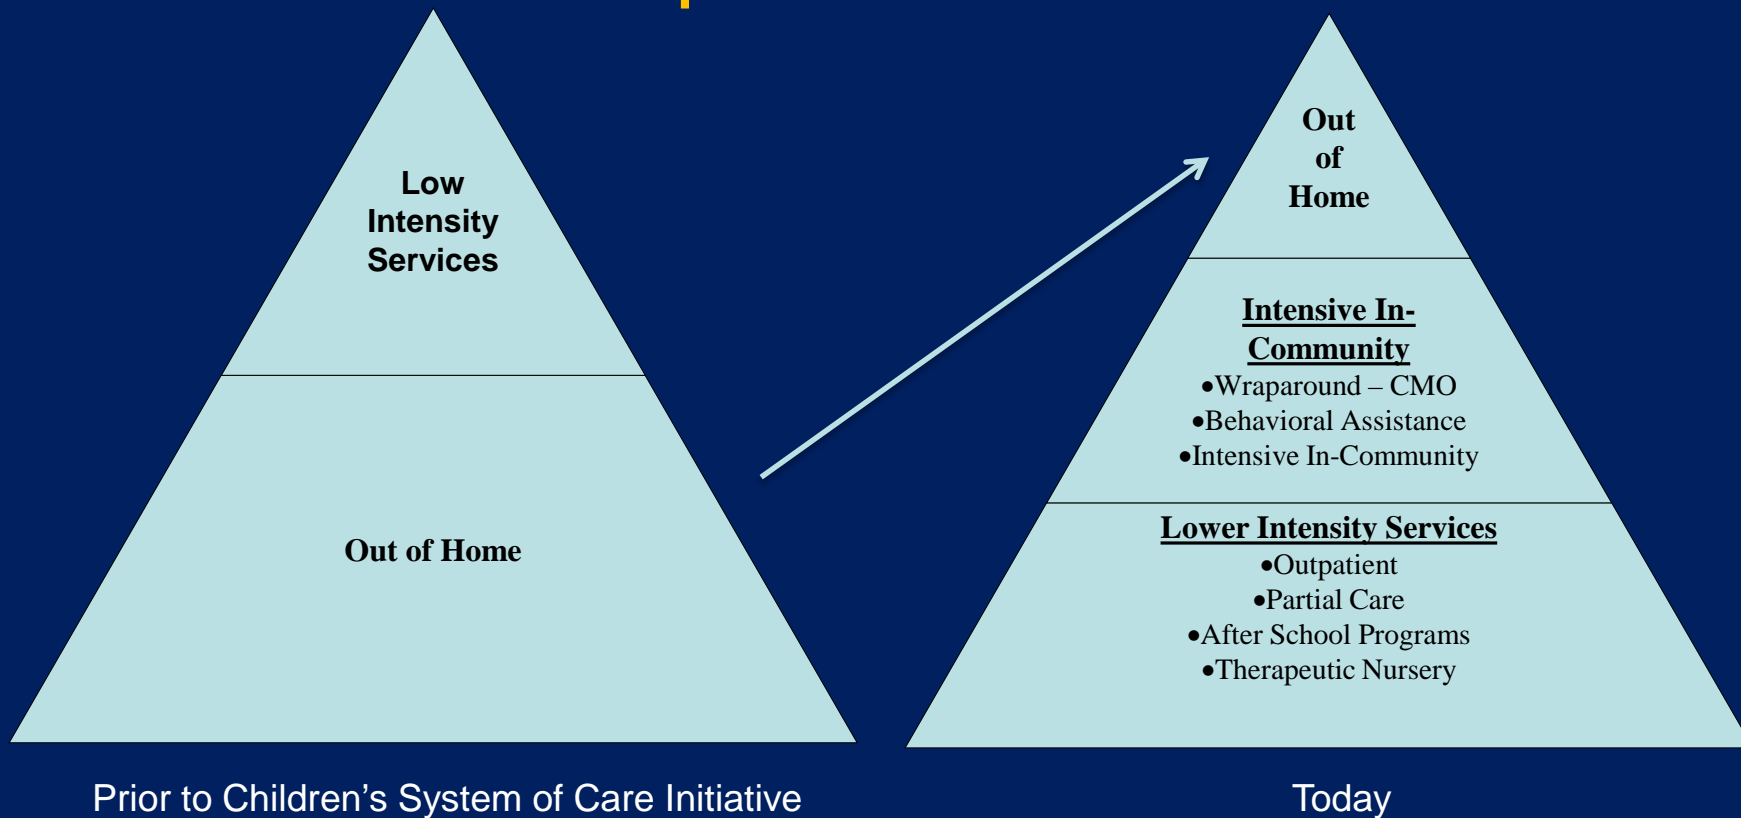 Low
Intensity
Services
Out of Home
Prior to Children's System of Care Initiative
Out
of
Home
Intensive In-
Community
•Wraparound – CMO
•Behavioral Assistance
•Intensive In-Community
Lower Intensity Services
•Outpatient
•Partial Care
•After School Programs
•Therapeutic Nursery
Today